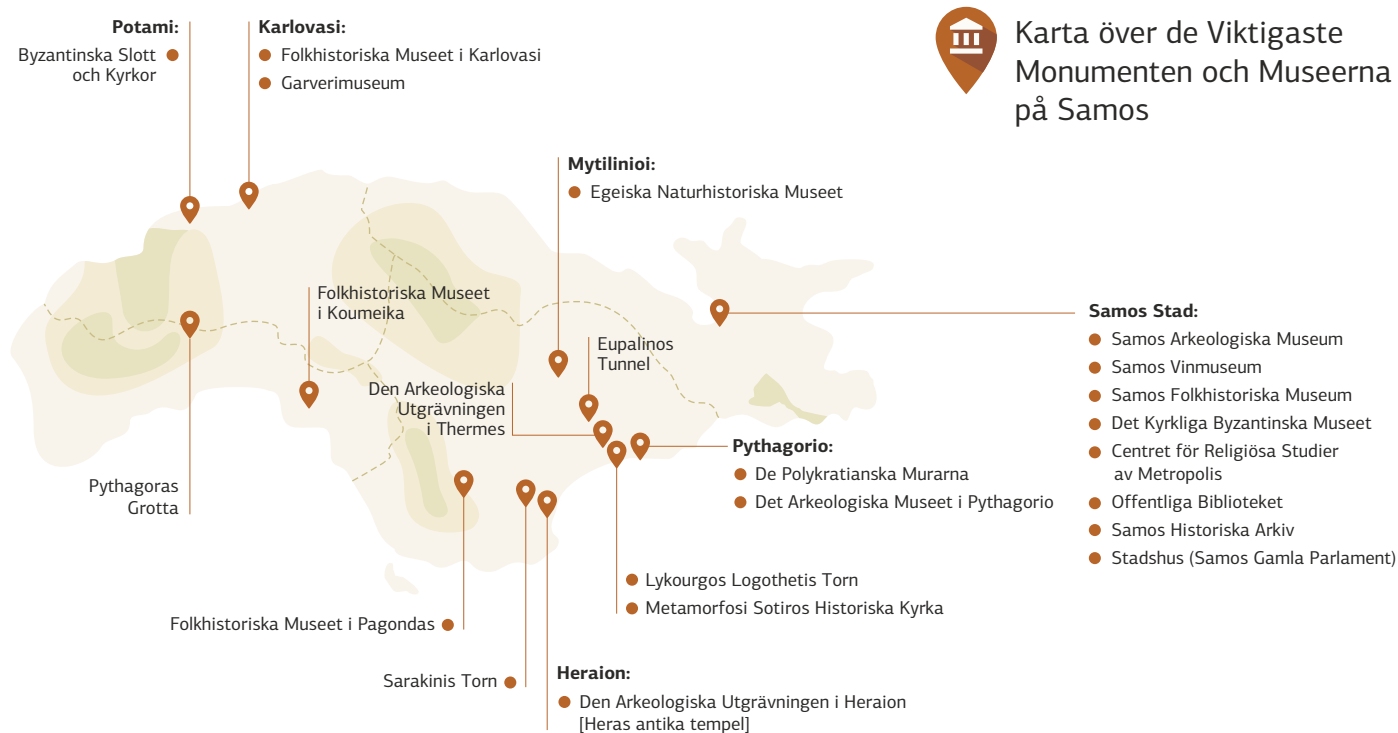 Karta över de Viktigaste
Monumenten och Museerna
på Samos
Potami:
Byzantinska Slott
och Kyrkor
Karlovasi:
Folkhistoriska Museet i Karlovasi
Garverimuseum
Mytilinioi:
Egeiska Naturhistoriska Museet
Folkhistoriska Museet
i Koumeika
Eupalinos
Tunnel
Den Arkeologiska
Utgrävningen
i Thermes
Samos Stad:
Samos Arkeologiska Museum
Samos Vinmuseum
Samos Folkhistoriska Museum
Det Kyrkliga Byzantinska Museet
Centret för Religiösa Studier
av Metropolis
Offentliga Biblioteket
Samos Historiska Arkiv
Stadshus (Samos Gamla Parlament)
Pythagorio:
De Polykratianska Murarna
Det Arkeologiska Museet i Pythagorio
Pythagoras
Grotta
Lykourgos Logothetis Torn
Metamorfosi Sotiros Historiska Kyrka
Folkhistoriska Museet i Pagondas
Sarakinis Torn
Heraion:
Den Arkeologiska Utgrävningen i Heraion
[Heras antika tempel]